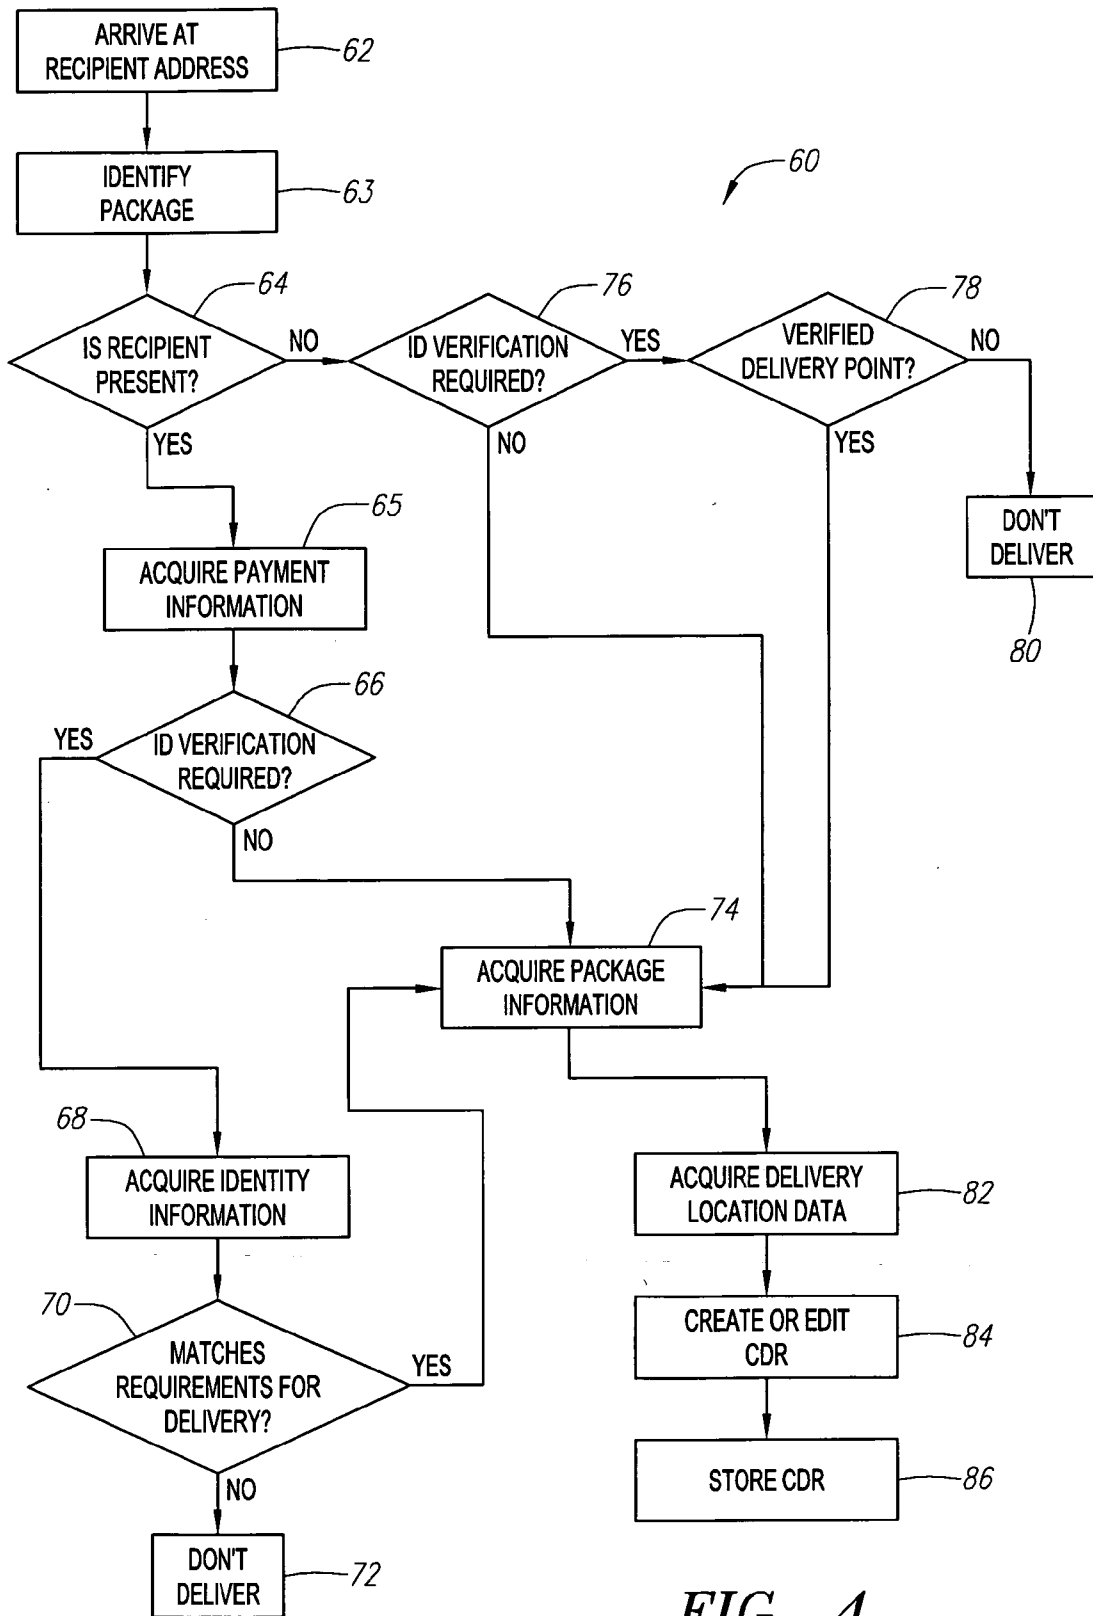 ARRIVE AT
RECIPIENT ADDRESS
62
IDENTIFY
PACKAGE
63
60
64
IS RECIPIENT
PRESENT?
NO
YES
76
ID VERIFICATION
REQUIRED?
YES
NO
78
VERIFIED
DELIVERY POINT?
NO
YES
DON'T
DELIVER
80
65
ACQUIRE PAYMENT
INFORMATION
66
ID VERIFICATION
REQUIRED?
YES
NO
74
ACQUIRE PACKAGE
INFORMATION
68
ACQUIRE IDENTITY
INFORMATION
70
MATCHES
REQUIREMENTS FOR
DELIVERY?
YES
NO
DON'T
DELIVER
72
ACQUIRE DELIVERY
LOCATION DATA
82
CREATE OR EDIT
CDR
84
STORE CDR
86
FIG. 4